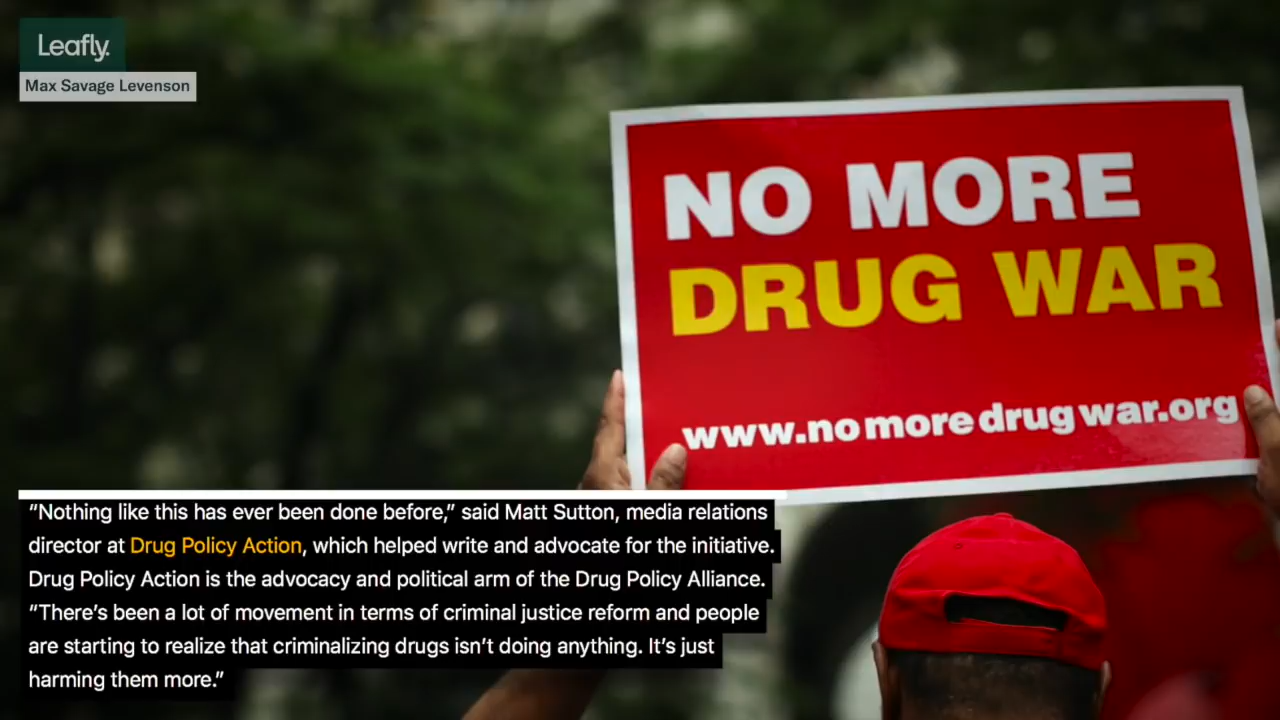 Leafly.
Max Savage Levenson
NO MORE
DRUG WAR
www.nomoredrugwar.org
“Nothing like this has ever been done before,” said Matt Sutton, media relations
director at Drug Policy Action, which helped write and advocate for the initiative.
Drug Policy Action is the advocacy and political arm of the Drug Policy Alliance.
“There’s been a lot of movement in terms of criminal justice reform and people
are starting to realize that criminalizing drugs isn’t doing anything. It’s just
harming them more.”